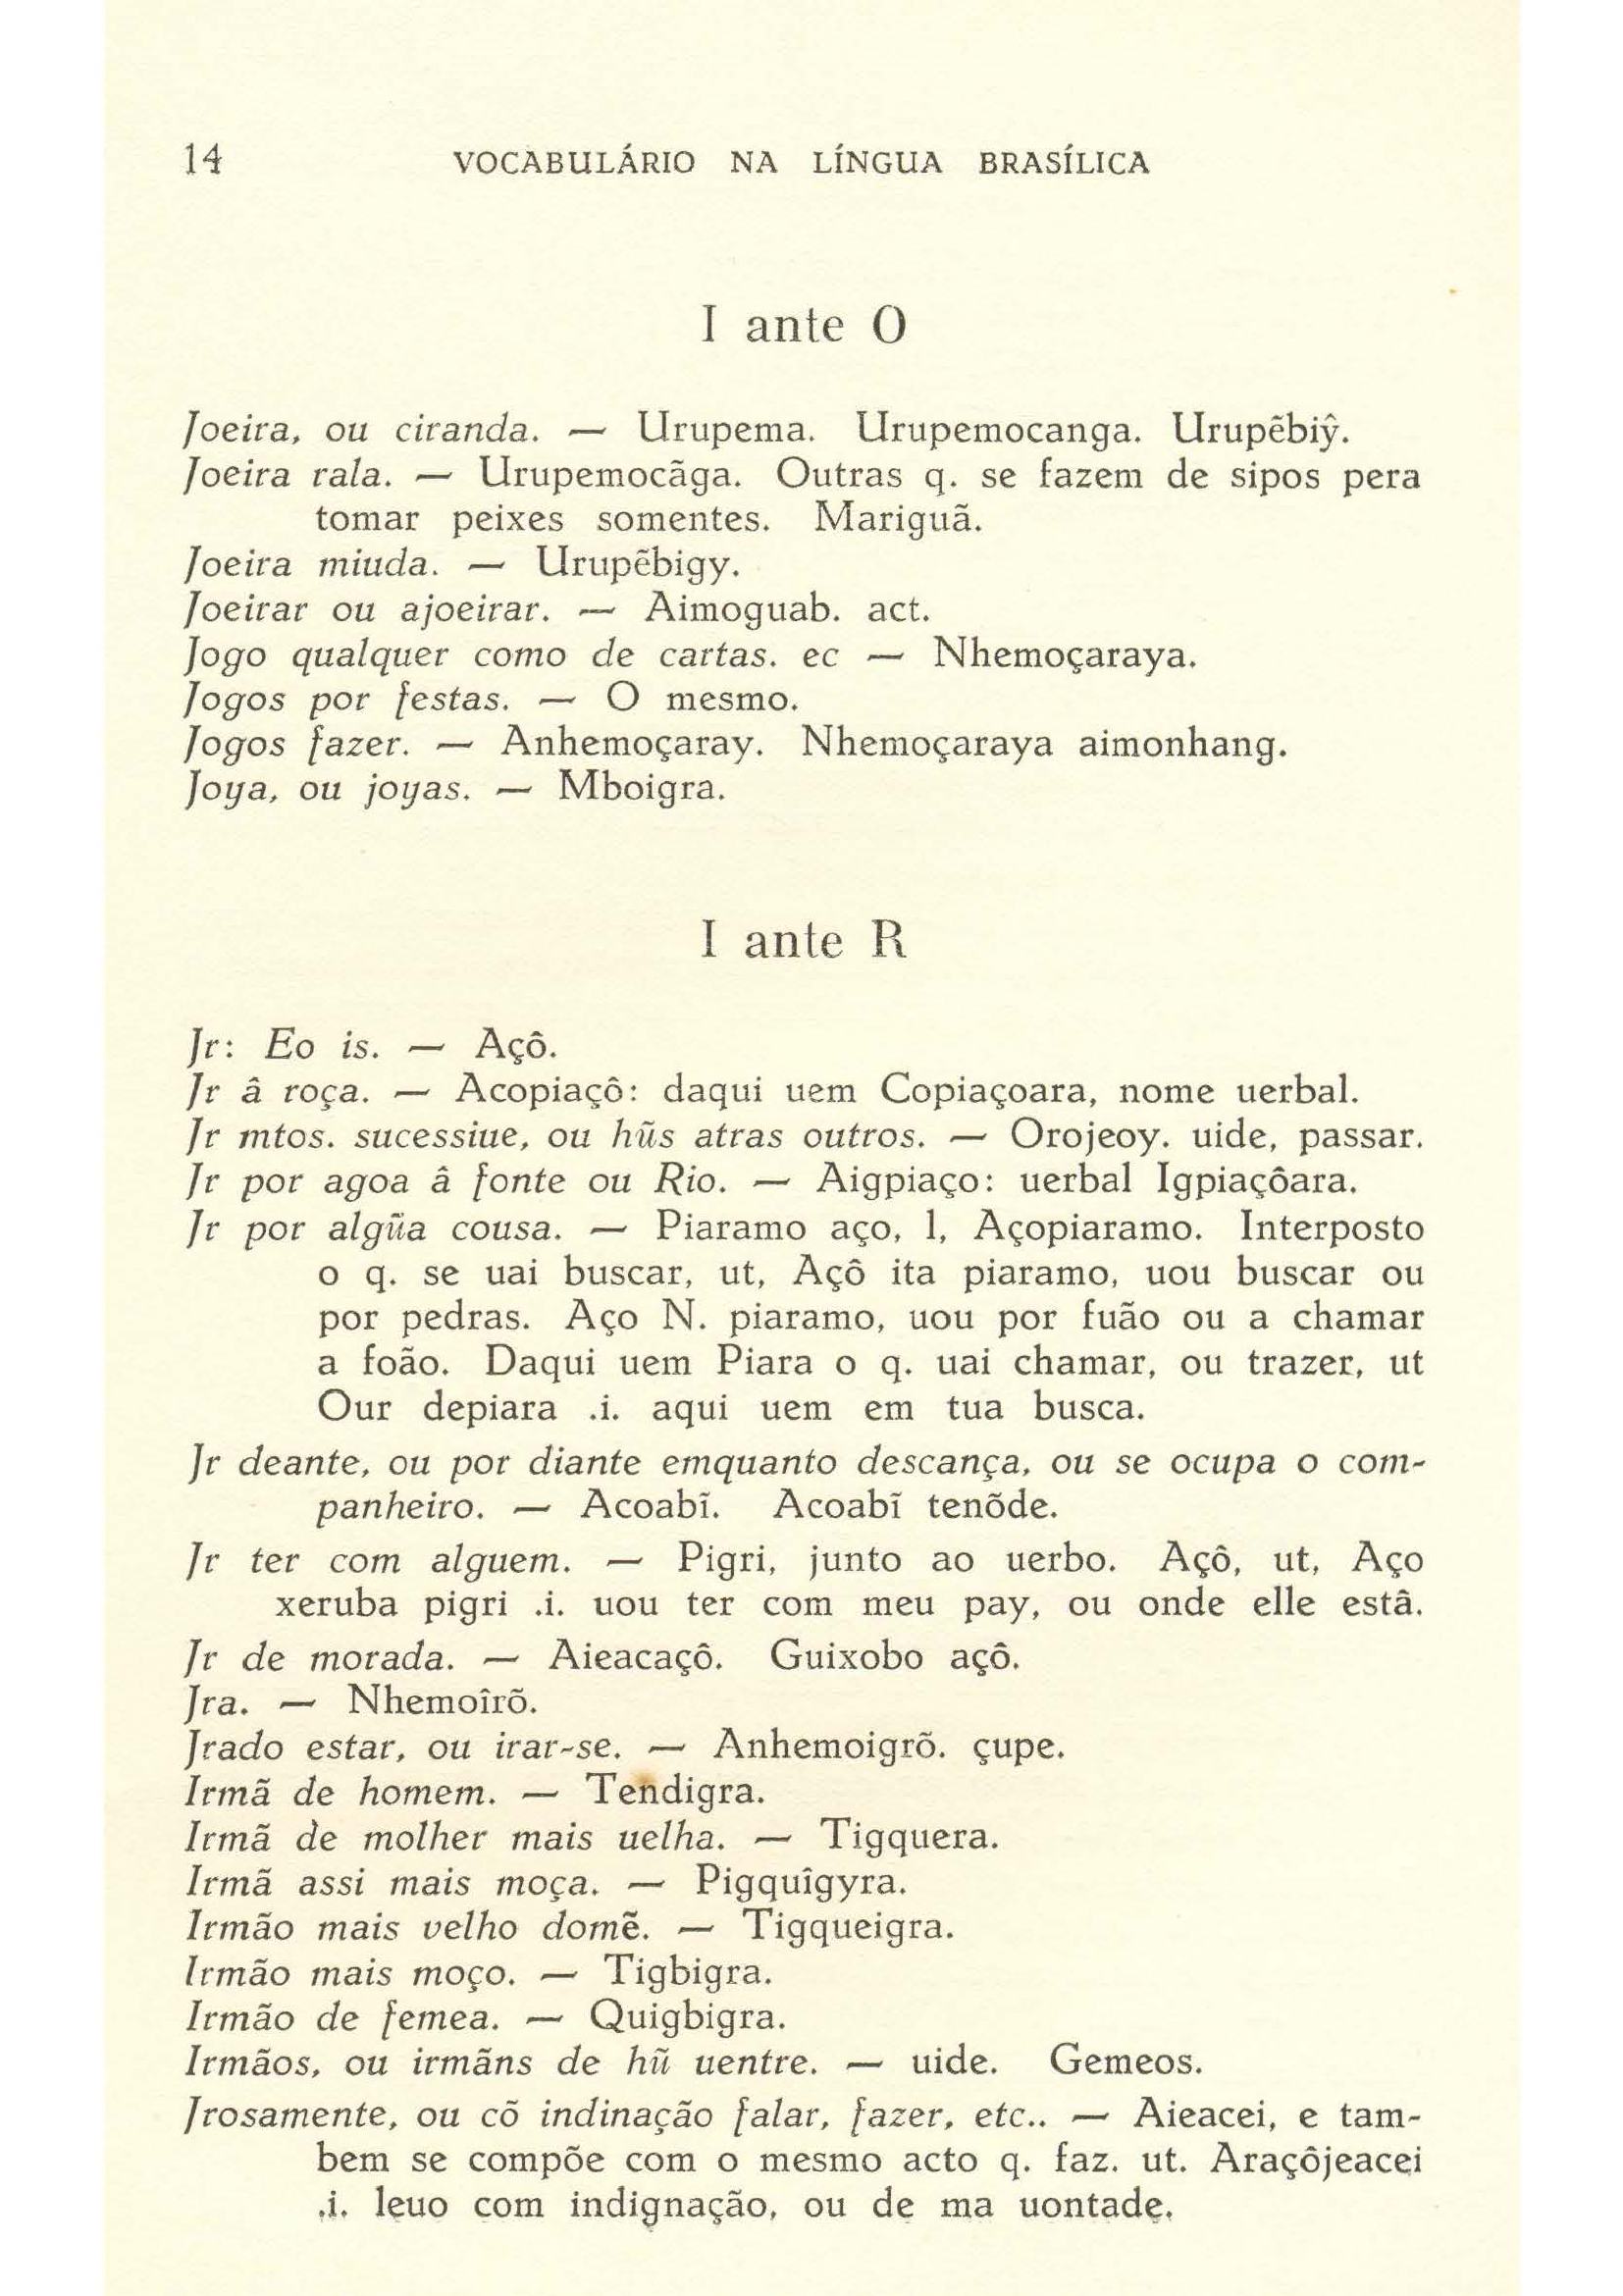 14 VOCABULÁRIO NA LÍNGUA BRASÍLICA
I ante O
Joeira, ou ciranda. — Urupema. Urupemocanga. Urupẽbiŷ.
Joeira rala. — Urupemocãga. Outras q. se fazem de sipos pera
tomar peixes somentes. Mariguã.
Joeira miuda. — Urupẽbigy.
Joeirar ou ajoeirar. — Aimoguab. act.
Jogo qualquer como de cartas. ec — Nhemoçaraya.
Jogos por festas. — O mesmo.
Jogos fazer. — Anhemoçaray. Nhemoçaraya aimonhang.
Joya, ou joyas. — Mboigra.
I ante R
Jr: Eo is. — Açô.
Jr â roça. — Acopiaçô: daqui uem Copiaçoara, nome uerbal.
Jr mtos. sucessiue, ou hũs atras outros. — Orojeoy. uide, passar.
Jr por agoa â fonte ou Rio. — Aigpiaço: uerbal Igpiaçôara.
Jr por algũa cousa. — Piaramo aço, l, Açopiaramo. Interposto
o q. se uai buscar, ut, Açô ita piaramo, uou buscar ou
por pedras. Aço N. piaramo, uou por fuão ou a chamar
a foão. Daqui uem Piara o q. uai chamar, ou trazer, ut
Our depiara .i. aqui uem em tua busca.
Jr deante, ou por diante emquanto descança, ou se ocupa o com-
panheiro. — Acoabĩ. Acoabĩ tenõde.
Jr ter com alguem. — Pigri, junto ao uerbo. Açô, ut, Aço
xeruba pigri .i. uou ter com meu pay, ou onde elle estâ.
Jr de morada. — Aieacaçô. Guixobo açô.
Jra. — Nhemoîrõ.
Jrado estar, ou irar-se. — Anhemoigrõ. çupe.
Irmã de homem. — Tendigra.
Irmã de molher mais uelha. — Tigquera.
Irmã assi mais moça. — Pigquîgyra.
Irmão mais velho domẽ. — Tigqueigra.
Irmão mais moço. — Tigbigra.
Irmão de femea. — Quigbigra.
Irmãos, ou irmãns de hũ uentre. — uide. Gemeos.
Jrosamente, ou cõ indinação falar, fazer, etc.. — Aieacei, e tam-
bem se compõe com o mesmo acto q. faz. ut. Araçôjeacei
.i. leuo com indignação, ou de ma uontade.